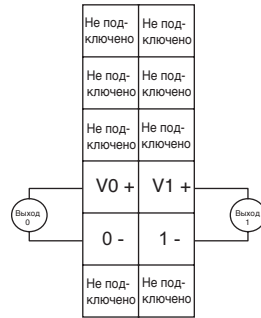 Не под- Не под-
ключено ключено
Не под- Не под-
ключено ключено
Не под- Не под-
ключено ключено
V0 + V1 +
Выход
0
Выход
1
0 - 1 -
Не под- Не под-
ключено ключено